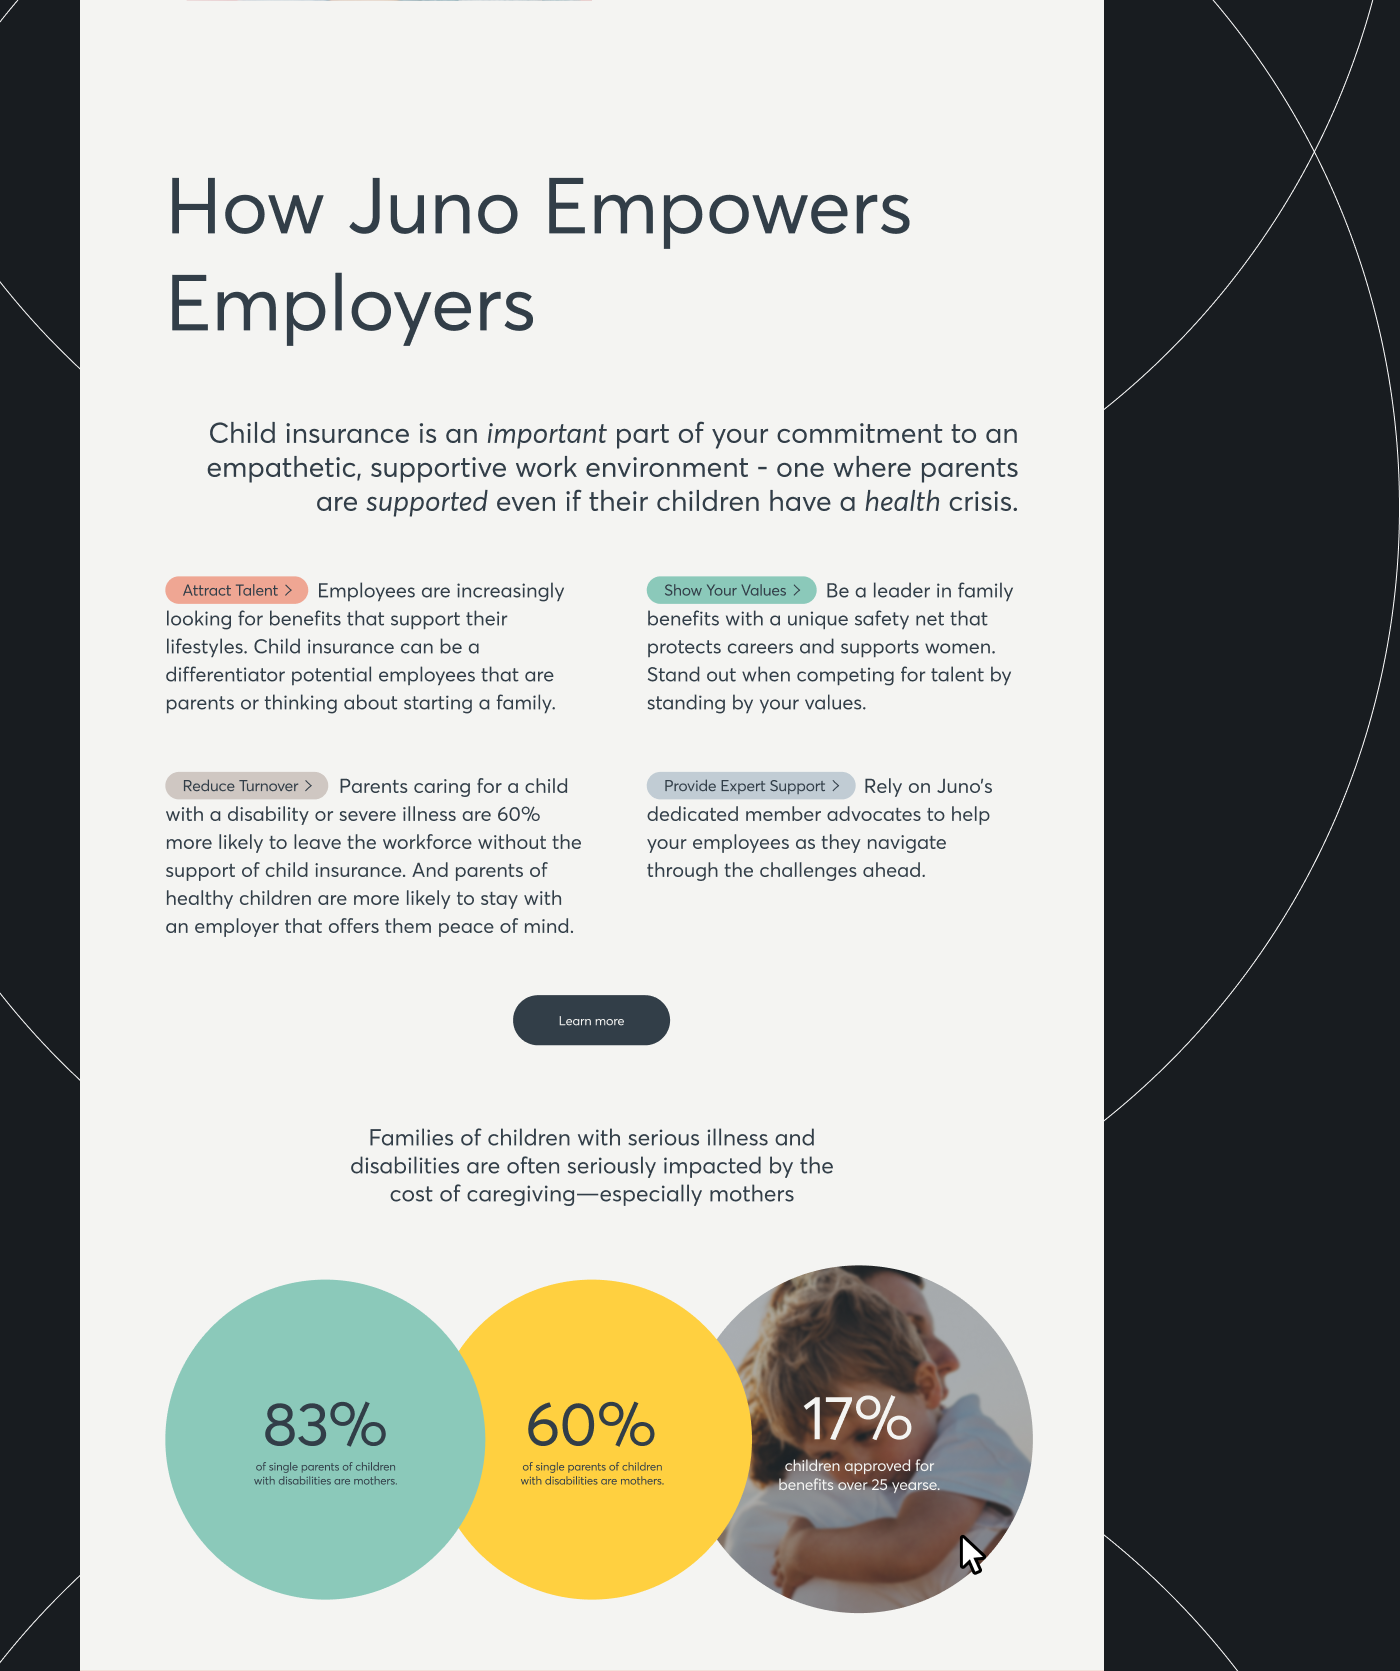 How Juno Empowers
Employers
Child insurance is an important part of your commitment to an
empathetic, supportive work environment - one where parents
are supported even if their children have a health crisis.
Attract Talent > Employees are increasingly
looking for benefits that support their
lifestyles. Child insurance can be a
differentiator potential employees that are
parents or thinking about starting a family.
Show Your Values > Be a leader in family
benefits with a unique safety net that
protects careers and supports women.
Stand out when competing for talent by
standing by your values.
Reduce Turnover > Parents caring for a child
with a disability or severe illness are 60%
more likely to leave the workforce without the
support of child insurance. And parents of
healthy children are more likely to stay with
an employer that offers them peace of mind.
Provide Expert Support > Rely on Juno's
dedicated member advocates to help
your employees as they navigate
through the challenges ahead.
Learn more
Families of children with serious illness and
disabilities are often seriously impacted by the
cost of caregiving—especially mothers
83%
of single parents of children
with disabilities are mothers.
60%
of single parents of children
with disabilities are mothers.
17%
children approved for
benefits over 25 yearse.